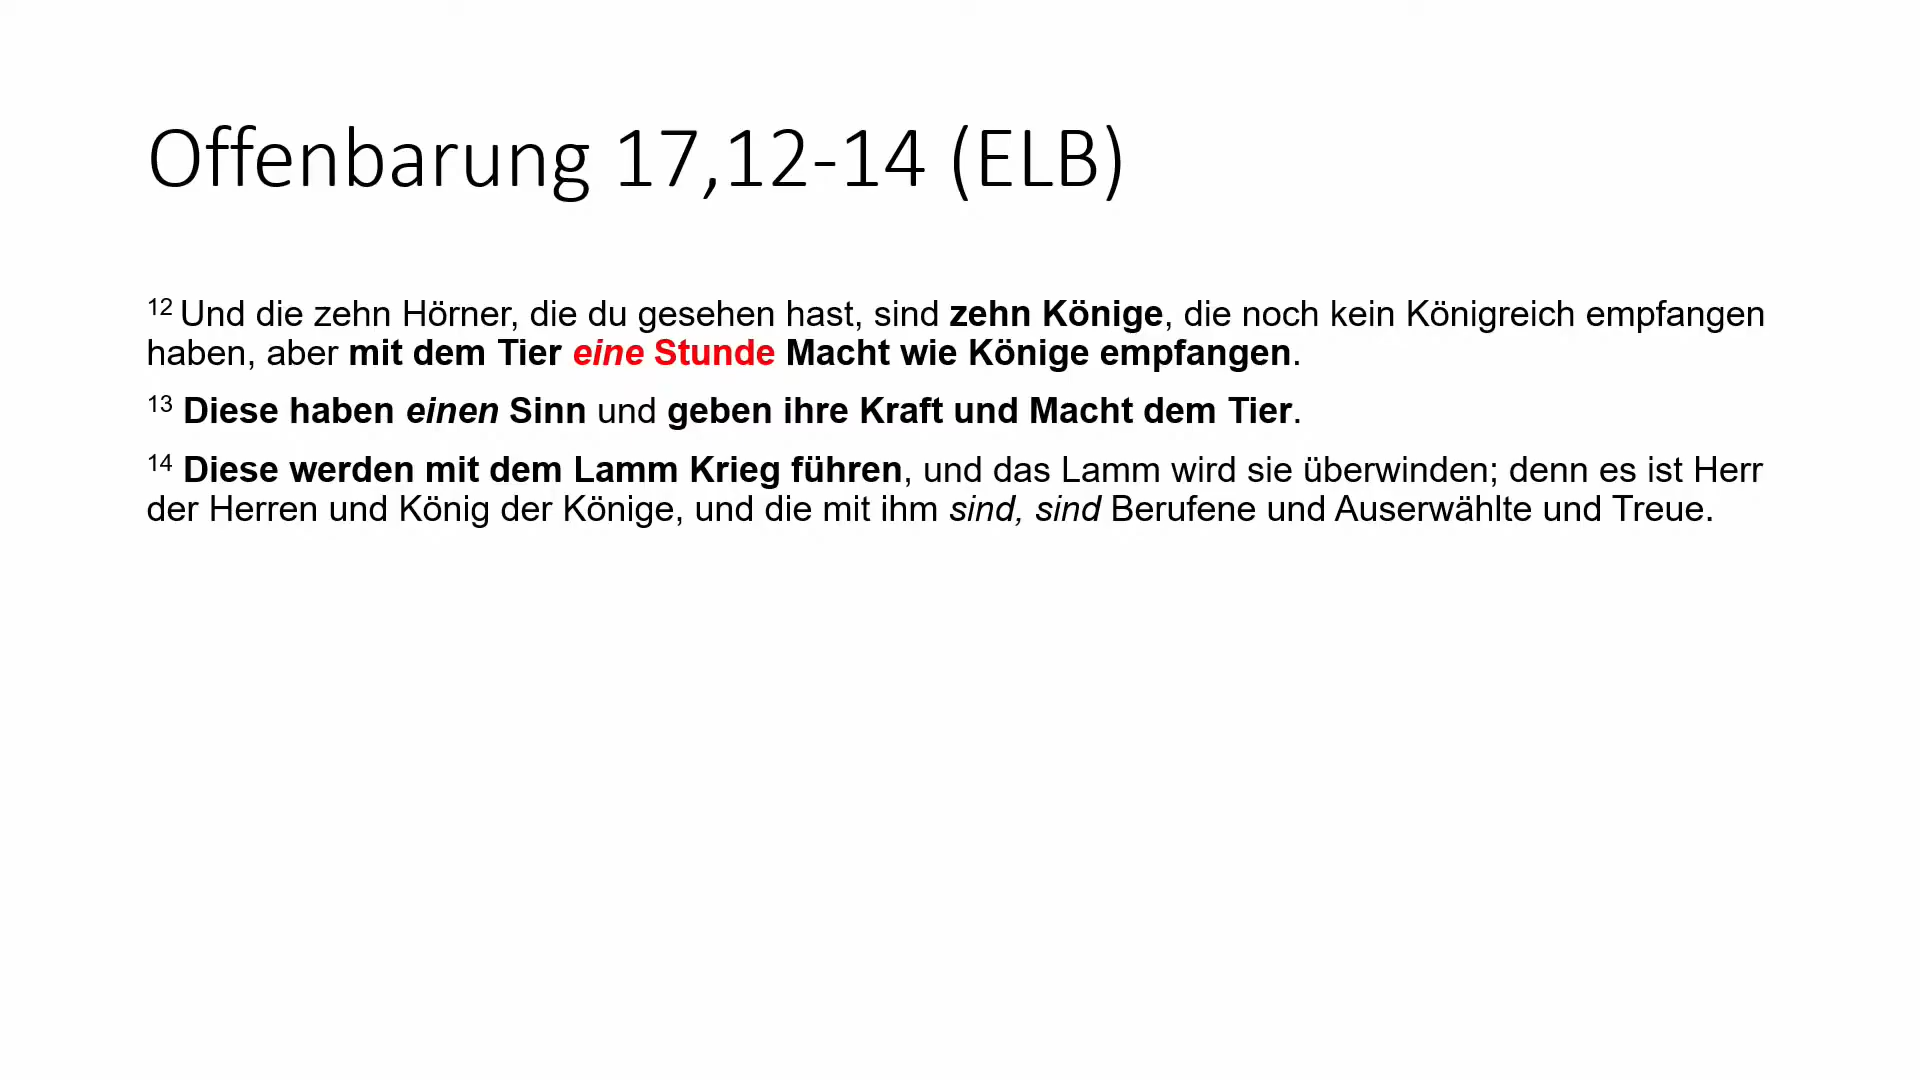 Offenbarung 17,12-14 (ELB)
12 Und die zehn Hörner, die du gesehen hast, sind zehn Könige, die noch kein Königreich empfangen
haben, aber mit dem Tier eine Stunde Macht wie Könige empfangen.
13 Diese haben einen Sinn und geben ihre Kraft und Macht dem Tier.
14 Diese werden mit dem Lamm Krieg führen, und das Lamm wird sie überwinden; denn es ist Herr
der Herren und König der Könige, und die mit ihm sind, sind Berufene und Auserwählte und Treue.